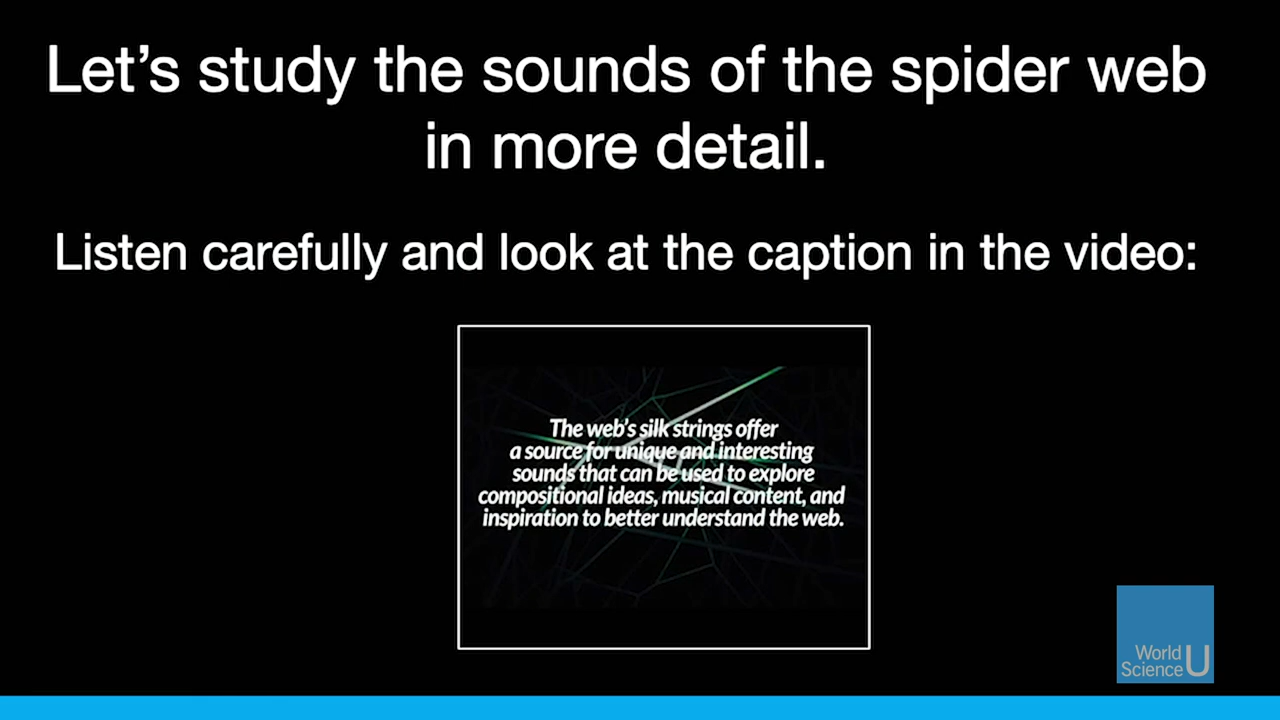 Let’s study the sounds of the spider web
in more detail.
Listen carefully and look at the caption in the video:
The web’s silk strings offer
a source for unique and interesting
sounds that can be used to explore
compositional ideas, musical content, and
inspiration to better understand the web.
World
Science U